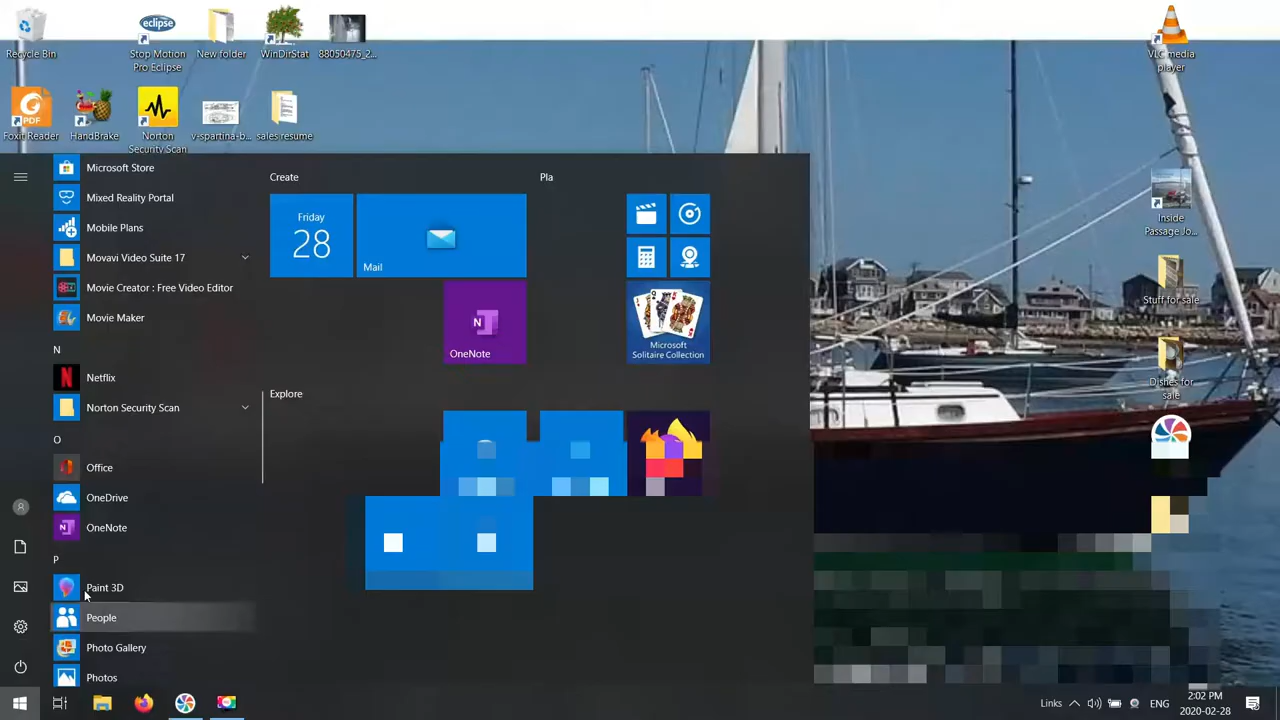 Recycle Bin
eclipse
Stop Motion
Pro Eclipse
New folder
WinDirStat
88050475_2...
VLC media
player
PDF
Foxit Reader
HandBrake
Norton
Security Scan
v-spartina-b...
sales resume
Inside
Passage Jo...
Stuff for sale
Dishes for
sale
Microsoft Store
Mixed Reality Portal
Mobile Plans
Movavi Video Suite 17
Movie Creator : Free Video Editor
Movie Maker
N
Netflix
Norton Security Scan
O
Office
OneDrive
OneNote
P
Paint 3D
People
Photo Gallery
Photos
Create
Friday
28
Mail
N
OneNote
Explore
Pla
Microsoft
Solitaire Collection
Links
ENG
2:02 PM
2020-02-28